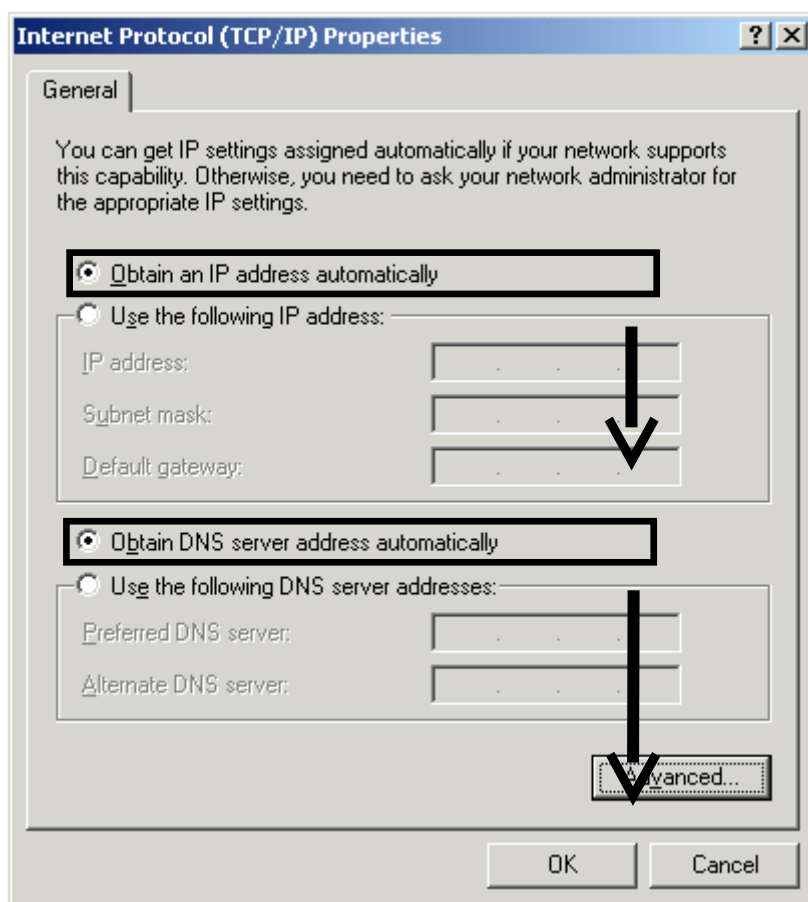 Internet Protocol (TCP/IP) Properties
General
You can get IP settings assigned automatically if your network supports
this capability. Otherwise, you need to ask your network administrator for
the appropriate IP settings.
Obtain an IP address automatically
Use the following IP address:
IP address:
Subnet mask:
Default gateway:
Obtain DNS server address automatically
Use the following DNS server addresses:
Preferred DNS server:
Alternate DNS server:
Advanced...
OK
Cancel